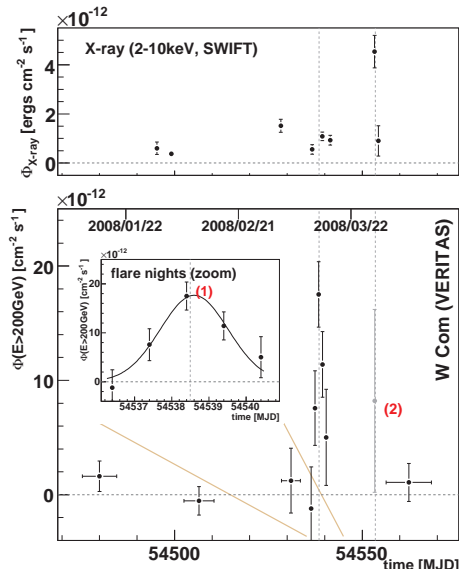 ×10⁻¹²
X-ray (2-10keV, SWIFT)
Φ_X-ray [ergs cm⁻² s⁻¹]
4
2
0
×10⁻¹²
2008/01/22
2008/02/21
2008/03/22
Φ(E>200GeV) [cm⁻² s⁻¹]
20
10
0
W Com (VERITAS)
×10⁻¹²
flare nights (zoom)
Φ(E>200GeV) [cm⁻² s⁻¹]
20
10
0
(1)
54537
54538
54539
54540
time [MJD]
(2)
54500
54550
time [MJD]